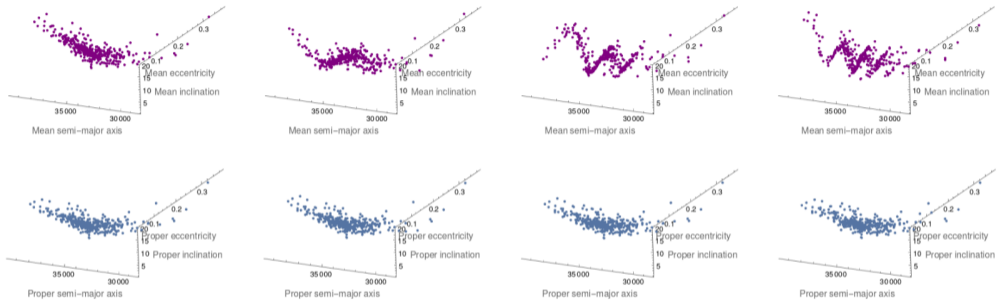 0.3 0.3 0.3 0.3
0.2 0.2 0.2 0.2
0.1 0.1 0.1 0.1
20 20 20 20
Mean eccentricity Mean eccentricity Mean eccentricity Mean eccentricity
15 15 15 15
10 Mean inclination 10 Mean inclination 10 Mean inclination 10 Mean inclination
5 5 5 5
35000 35000 35000 35000
30000 30000 30000 30000
Mean semi-major axis Mean semi-major axis Mean semi-major axis Mean semi-major axis
0.3 0.3 0.3 0.3
0.2 0.2 0.2 0.2
0.1 0.1 0.1 0.1
20 20 20 20
Proper eccentricity Proper eccentricity Proper eccentricity Proper eccentricity
15 15 15 15
10 Proper inclination 10 Proper inclination 10 Proper inclination 10 Proper inclination
5 5 5 5
35000 35000 35000 35000
30000 30000 30000 30000
Proper semi-major axis Proper semi-major axis Proper semi-major axis Proper semi-major axis